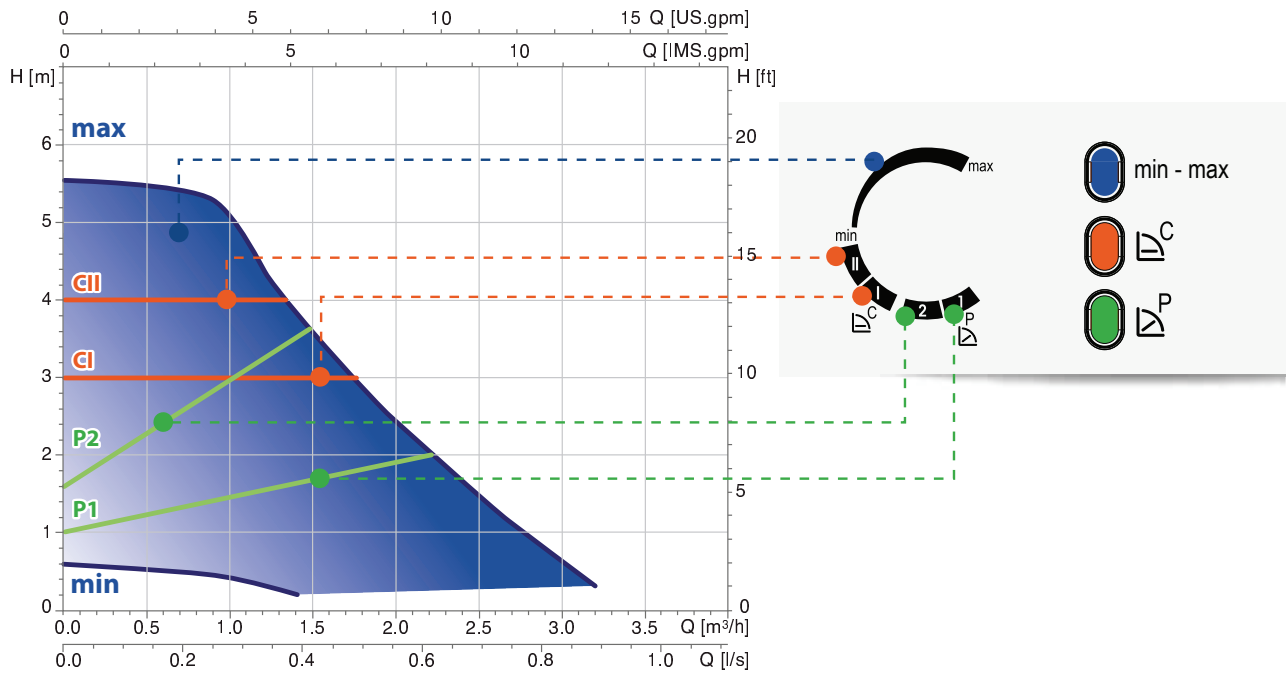 0 5 10 15 Q [US.gpm]
0 5 10 Q [IMS.gpm]
H [m] H [ft]
max
6 20
5
15
CII
4
CI
3 10
P2
2
5
P1
1
min
0 0
0.0 0.5 1.0 1.5 2.0 2.5 3.0 3.5 Q [m³/h]
0.0 0.2 0.4 0.6 0.8 1.0 Q [l/s]
max
min
II
I
C
2
1
P
min - max
C
P